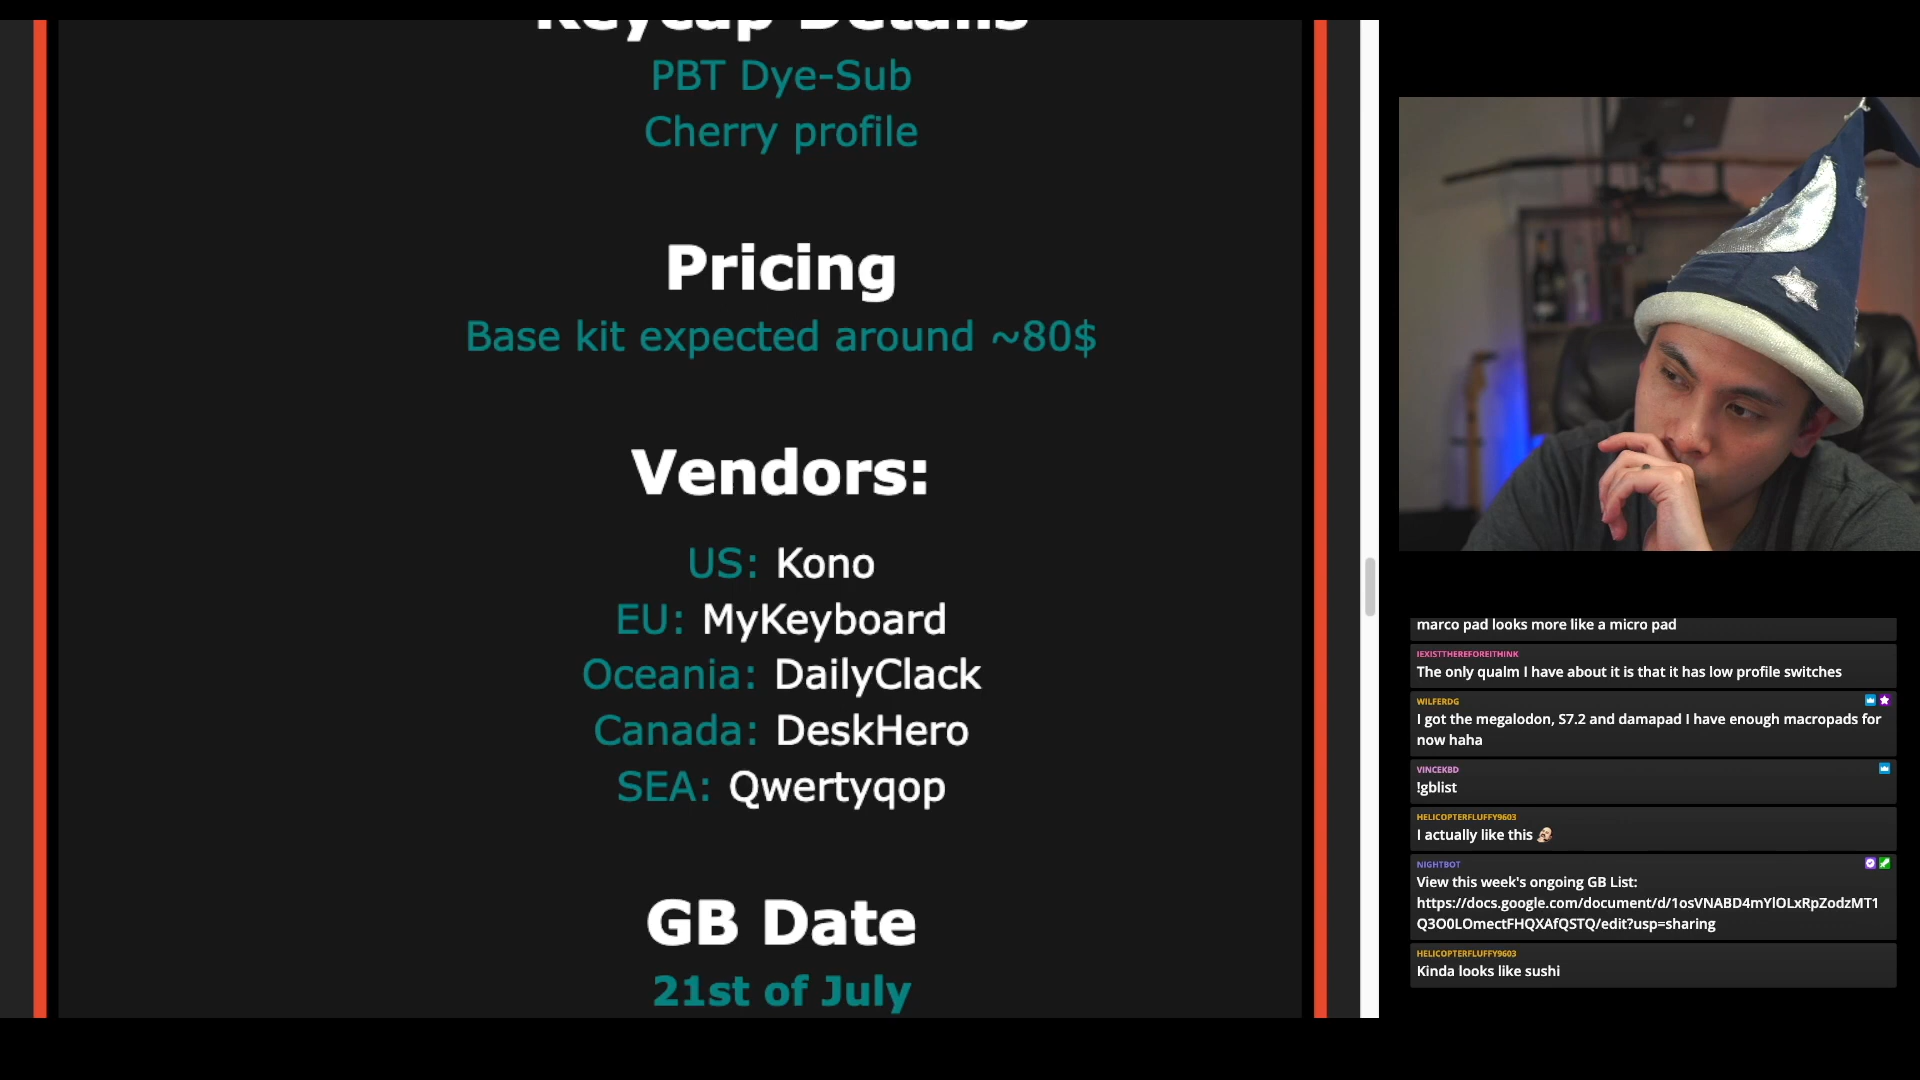 Keycap Details
PBT Dye-Sub
Cherry profile
Pricing
Base kit expected around ~80$
Vendors:
US: Kono
EU: MyKeyboard
Oceania: DailyClack
Canada: DeskHero
SEA: Qwertyqop
GB Date
21st of July
marco pad looks more like a micro pad
IEXISTTHEREFOREITHINK
The only qualm I have about it is that it has low profile switches
WILFERDG
I got the megalodon, S7.2 and damapad I have enough macropads for
now haha
VINCEKBD
!gblist
HELICOPTERFLUFFY9603
I actually like this
NIGHTBOT
View this week's ongoing GB List:
https://docs.google.com/document/d/1osVNABD4mYlOLxRpZodzMT1
Q3O0LOmectFHQXAfQSTQ/edit?usp=sharing
HELICOPTERFLUFFY9603
Kinda looks like sushi